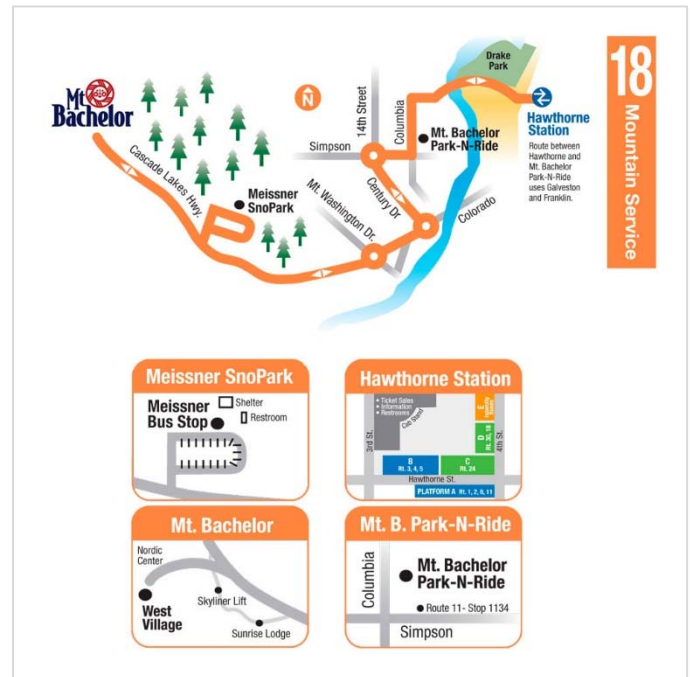 18
Mountain Service
Drake
Park
Mt
Bachelor
N
14th Street
Columbia
Hawthorne
Station
Route between
Hawthorne and
Mt. Bachelor
Park-N-Ride
uses Galveston
and Franklin.
Mt. Bachelor
Park-N-Ride
Simpson
Cascade Lakes Hwy.
Meissner
SnoPark
Mt. Washington Dr.
Century Dr
Colorado
Meissner SnoPark
Meissner
Bus Stop
Shelter
Restroom
Hawthorne Station
• Ticket Sales
• Information
• Restrooms
Cab Stand
3rd St.
4th St.
E
D
Rt. 30, 18
B
Rt. 3, 4, 5
C
Rt. 24
Hawthorne St.
PLATFORM A
Mt. Bachelor
Nordic
Center
Skyliner Lift
West
Village
Sunrise Lodge
Mt. B. Park-N-Ride
Columbia
Mt. Bachelor
Park-N-Ride
Route 11- Stop 1134
Simpson